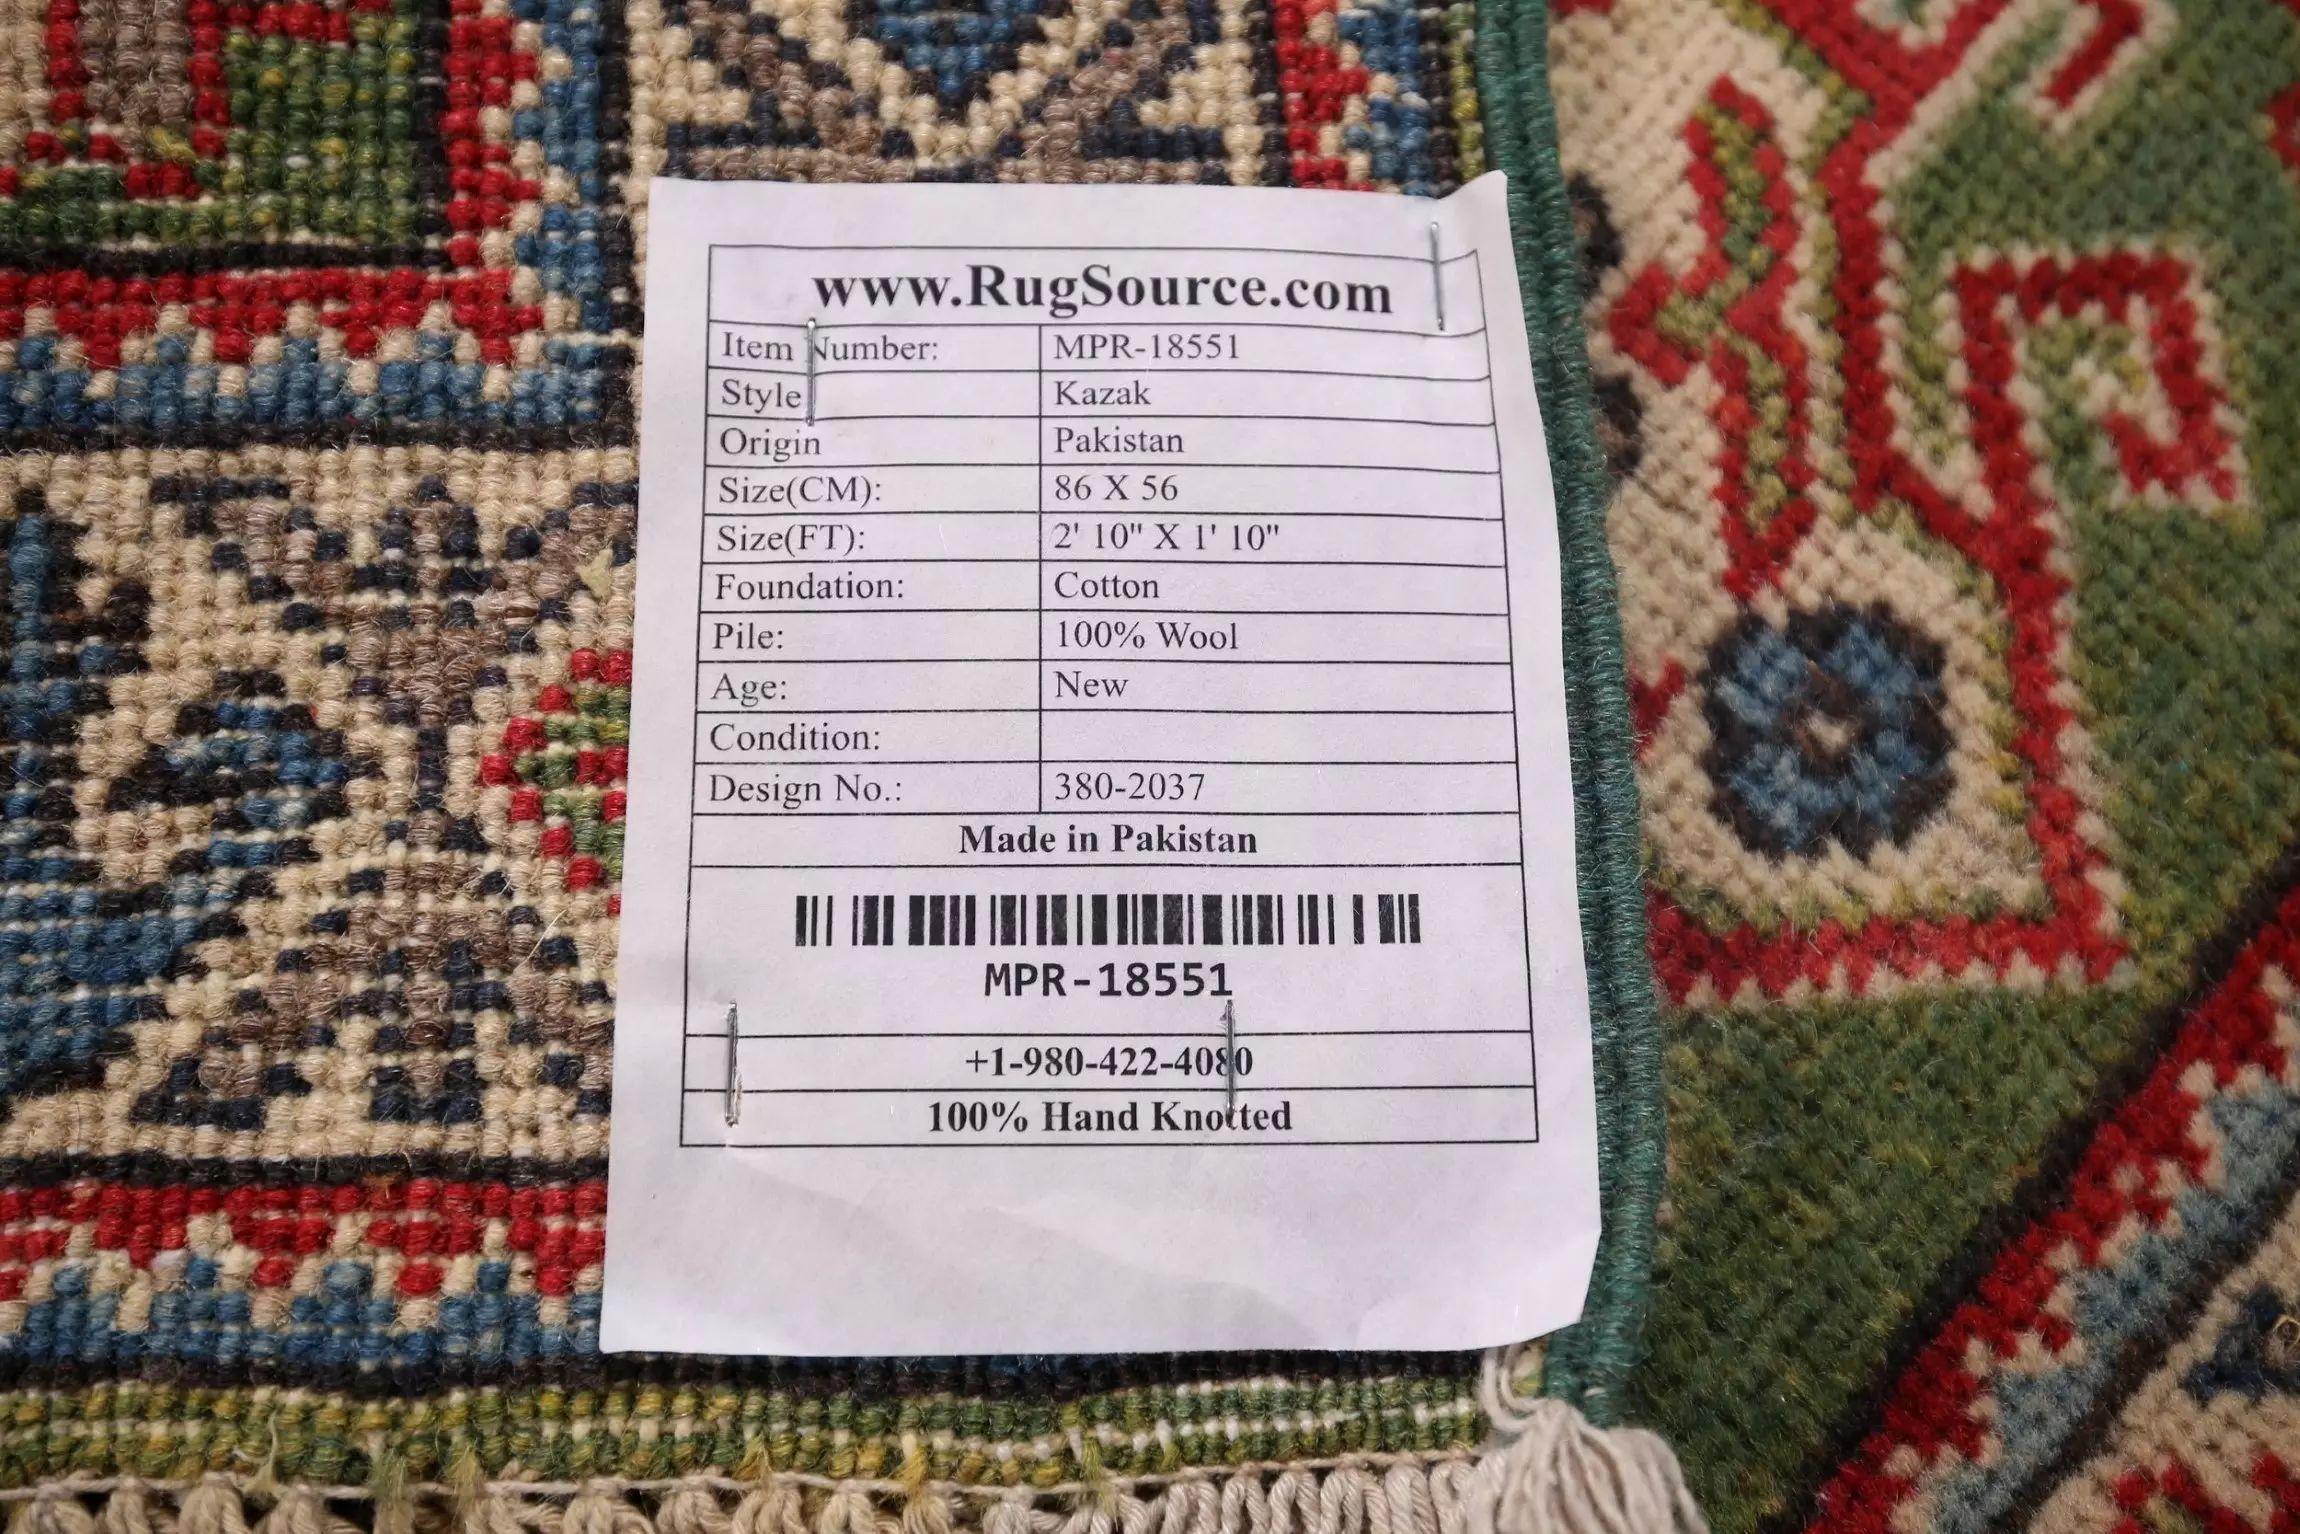 www.RugSource.com
Item Number: MPR-18551
Style Kazak
Origin Pakistan
Size(CM): 86 X 56
Size(FT): 2' 10" X 1' 10"
Foundation: Cotton
Pile: 100% Wool
Age: New
Condition:
Design No.: 380-2037
Made in Pakistan
MPR-18551
+1-980-422-4080
100% Hand Knotted